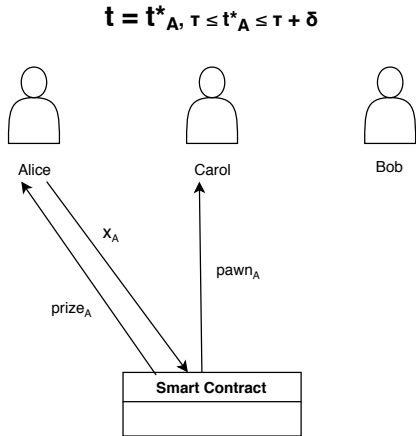 t = t*A, τ ≤ t*A ≤ τ + δ
Alice
Carol
Bob
xA
prizeA
pawnA
Smart Contract